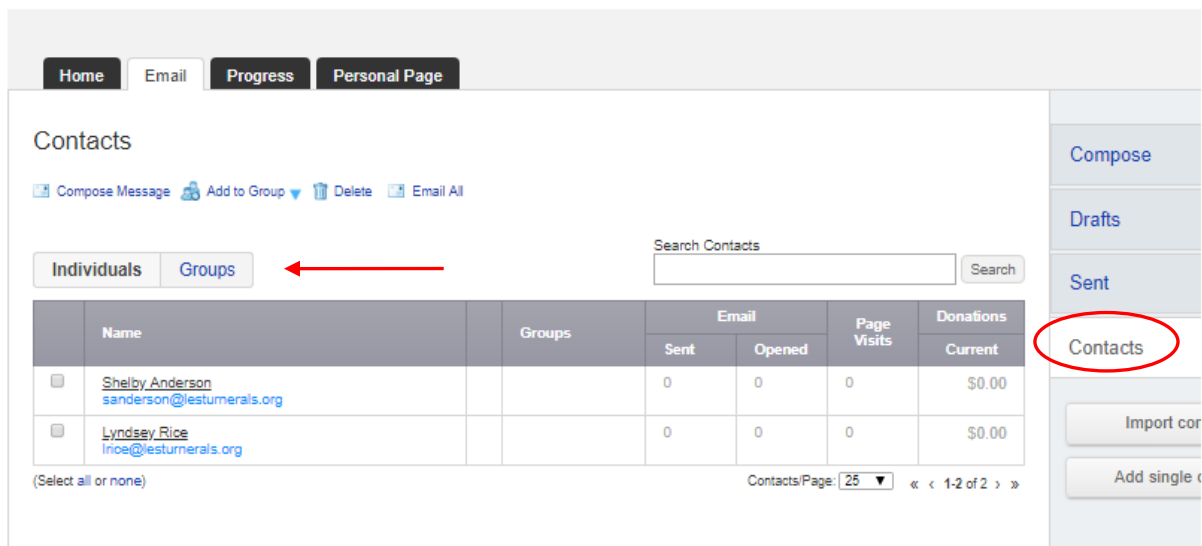 Home Email Progress Personal Page
Contacts
Compose Message Add to Group Delete Email All
Search Contacts
Individuals Groups Search
Name Groups Email Page Visits Donations
Sent Opened Current
Shelby Anderson 0 0 0 $0.00
sanderson@lesturnerals.org
Lyndsey Rice 0 0 0 $0.00
lrice@lesturnerals.org
(Select all or none) Contacts/Page: 25 « ‹ 1-2 of 2 › »
Compose
Drafts
Sent
Contacts
Import cor
Add single